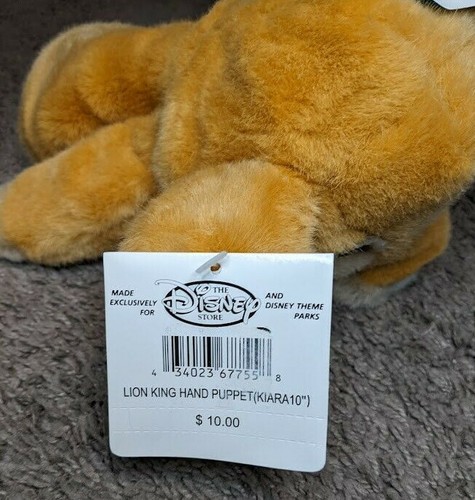 MADE EXCLUSIVELY FOR
THE
DISNEY
STORE
AND DISNEY THEME PARKS
4 34023 67755 8
LION KING HAND PUPPET(KIARA10")
$ 10.00